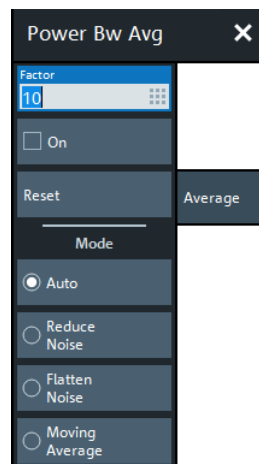 Power Bw Avg
Factor
10
On
Reset
Average
Mode
Auto
Reduce
Noise
Flatten
Noise
Moving
Average